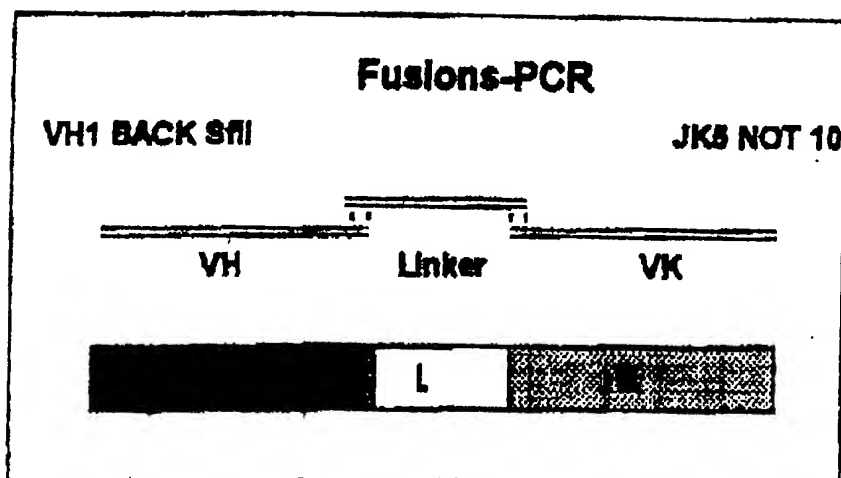 Fusions-PCR
VH1 BACK SfiI
JK5 NOT 10
VH
Linker
VK
L